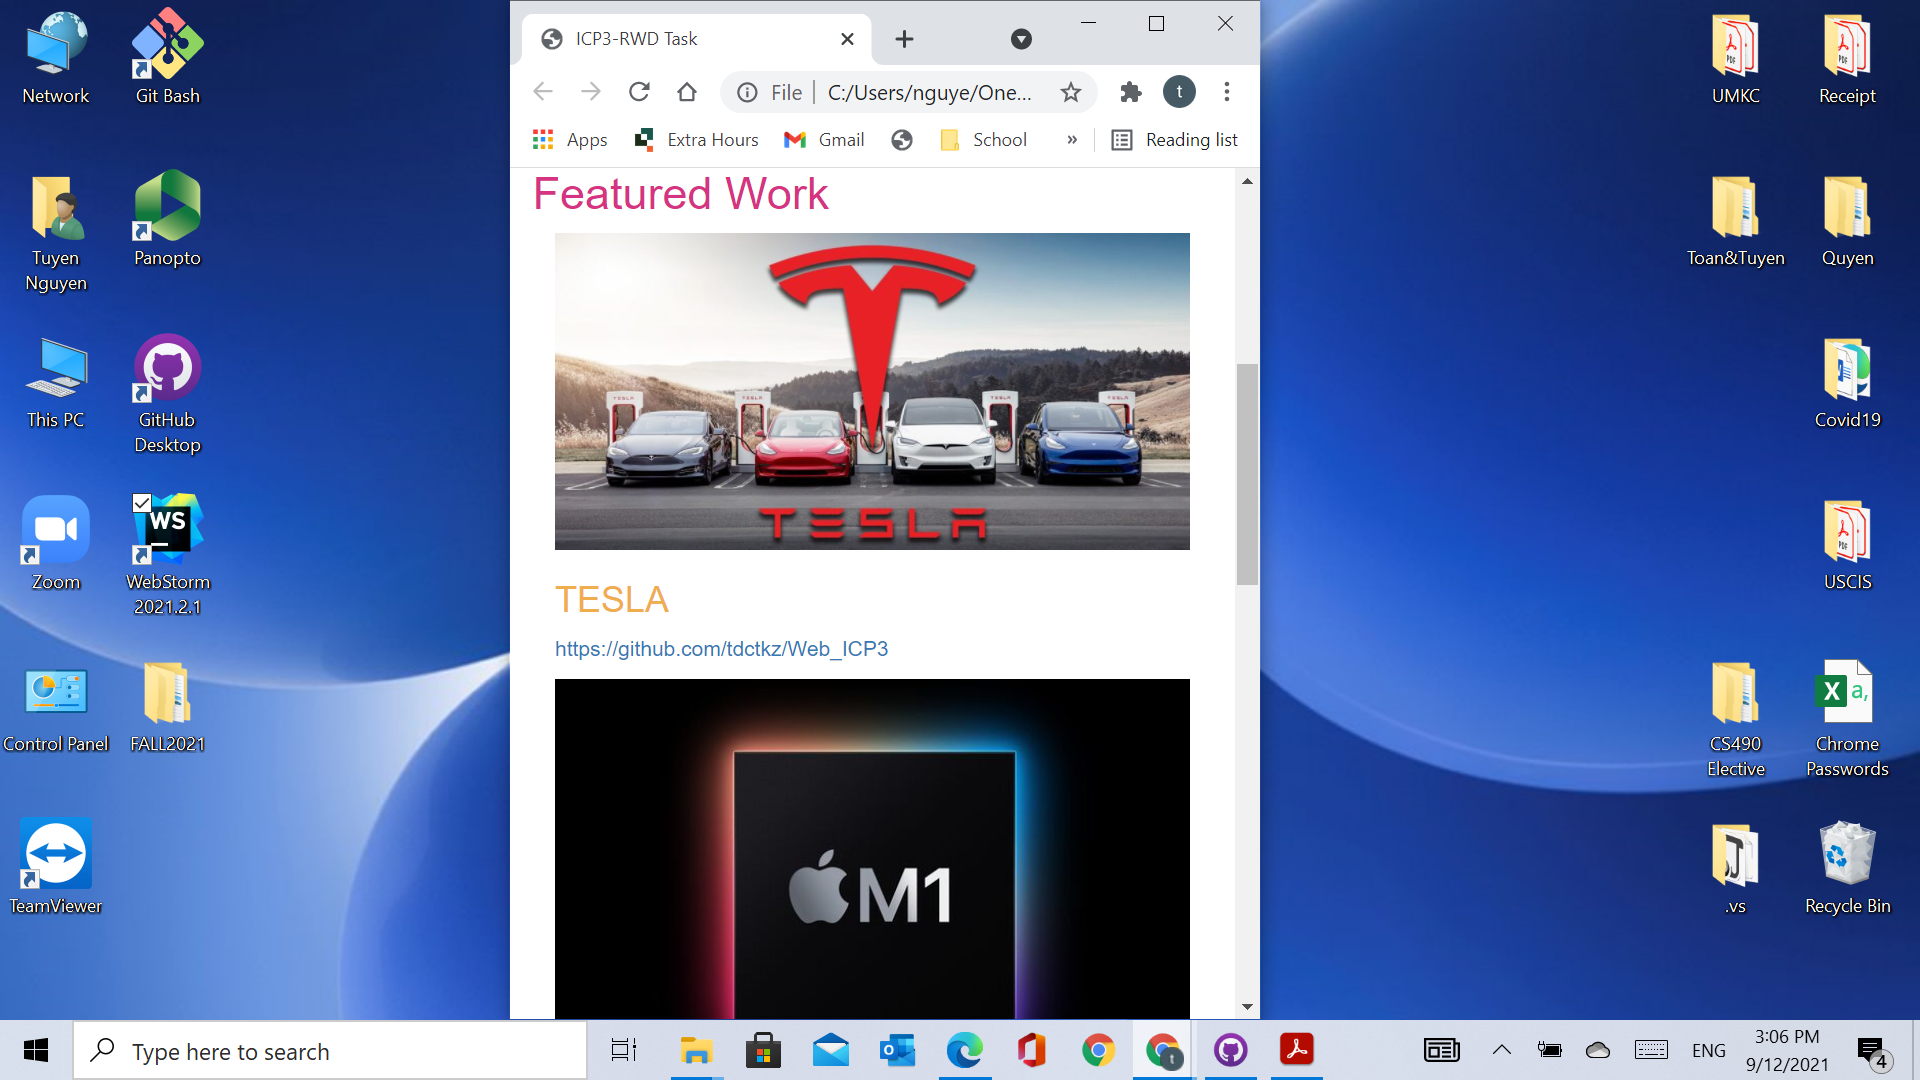 Network
Git Bash
Tuyen
Nguyen
Panopto
This PC
GitHub
Desktop
Zoom
WS
WebStorm
2021.2.1
Control Panel
FALL2021
TeamViewer
ICP3-RWD Task
File
C:/Users/nguye/One...
t
Apps
Extra Hours
Gmail
School
»
Reading list
Featured Work
TESLA
TESLA
https://github.com/tdctkz/Web_ICP3
M1
UMKC
Receipt
Toan&Tuyen
Quyen
Covid19
USCIS
CS490
Elective
X a,
Chrome
Passwords
.vs
Recycle Bin
Type here to search
t
ENG
3:06 PM
9/12/2021
4